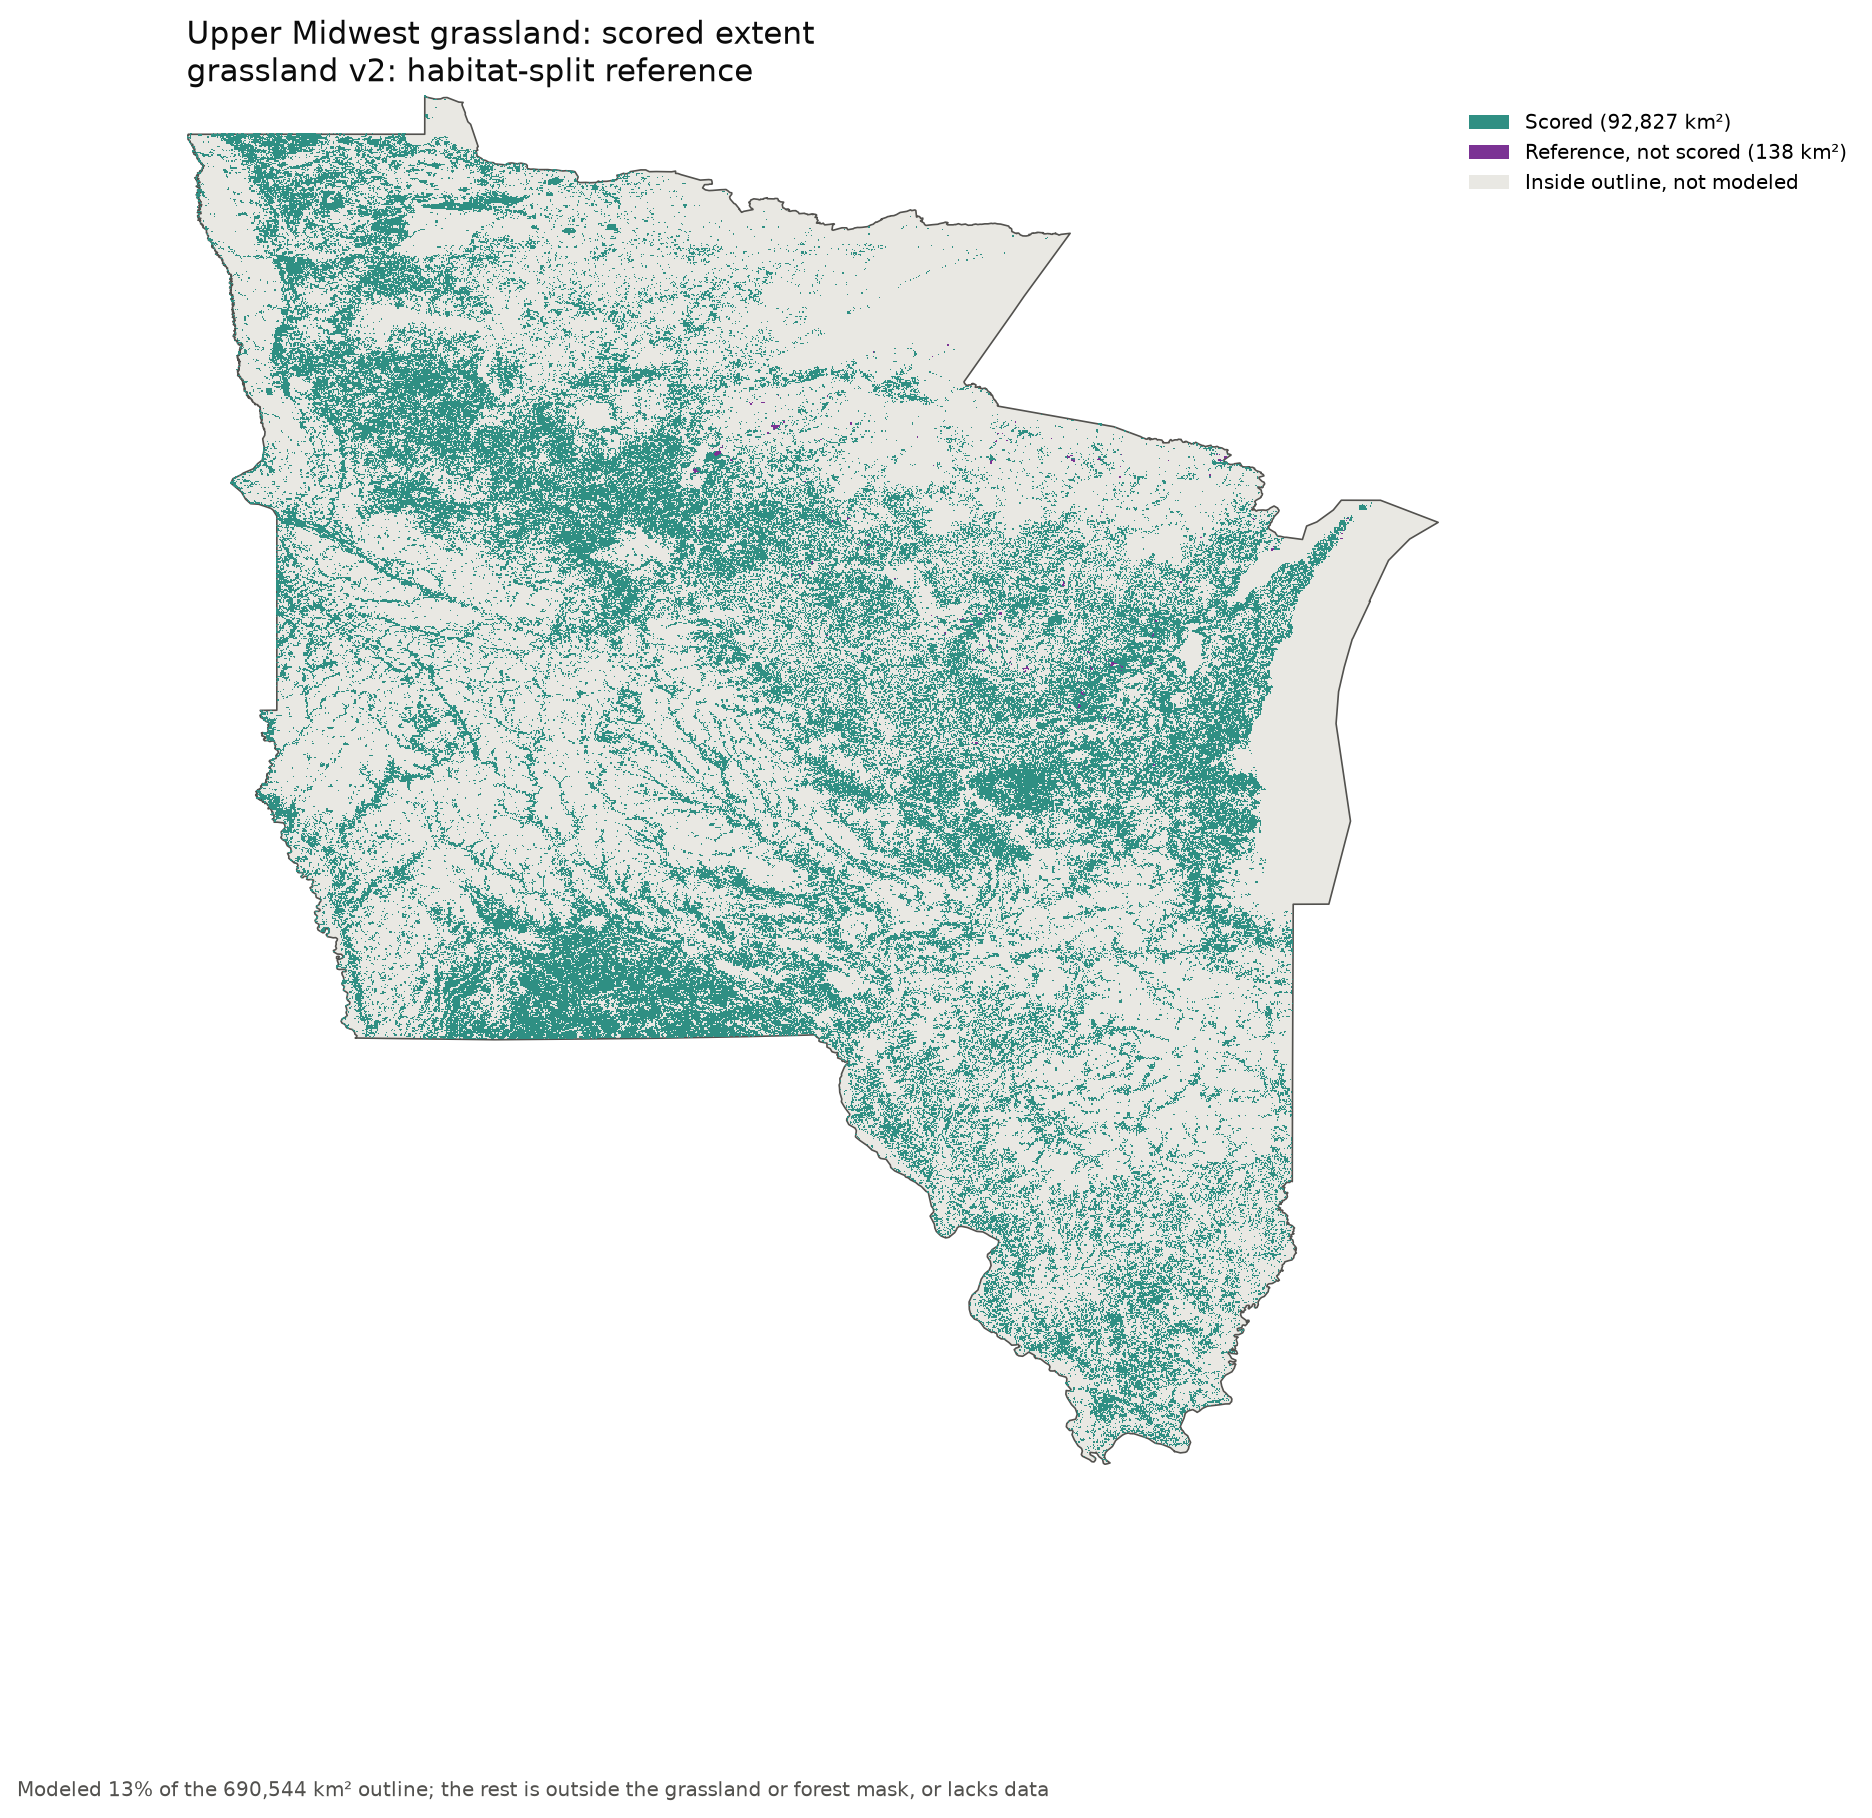 Upper Midwest grassland: scored extent
grassland v2: habitat-split reference
Scored (92,827 km²)
Reference, not scored (138 km²)
Inside outline, not modeled
Modeled 13% of the 690,544 km² outline; the rest is outside the grassland or forest mask, or lacks data